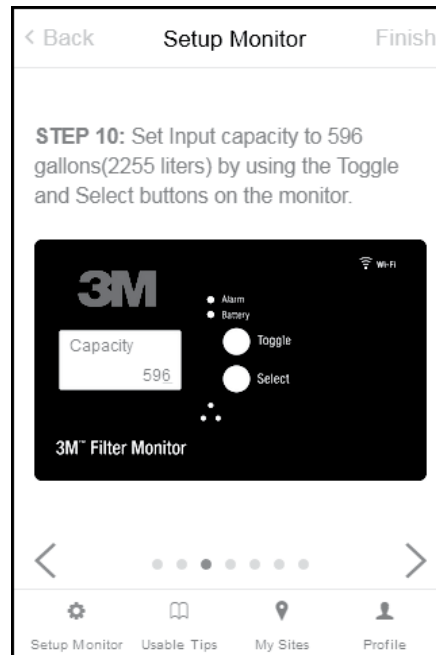 < Back Setup Monitor Finish
STEP 10: Set Input capacity to 596
gallons(2255 liters) by using the Toggle
and Select buttons on the monitor.
Wi-Fi
3M
Alarm
Battery
Capacity
Toggle
596
Select
3M™ Filter Monitor
Setup Monitor Usable Tips My Sites Profile